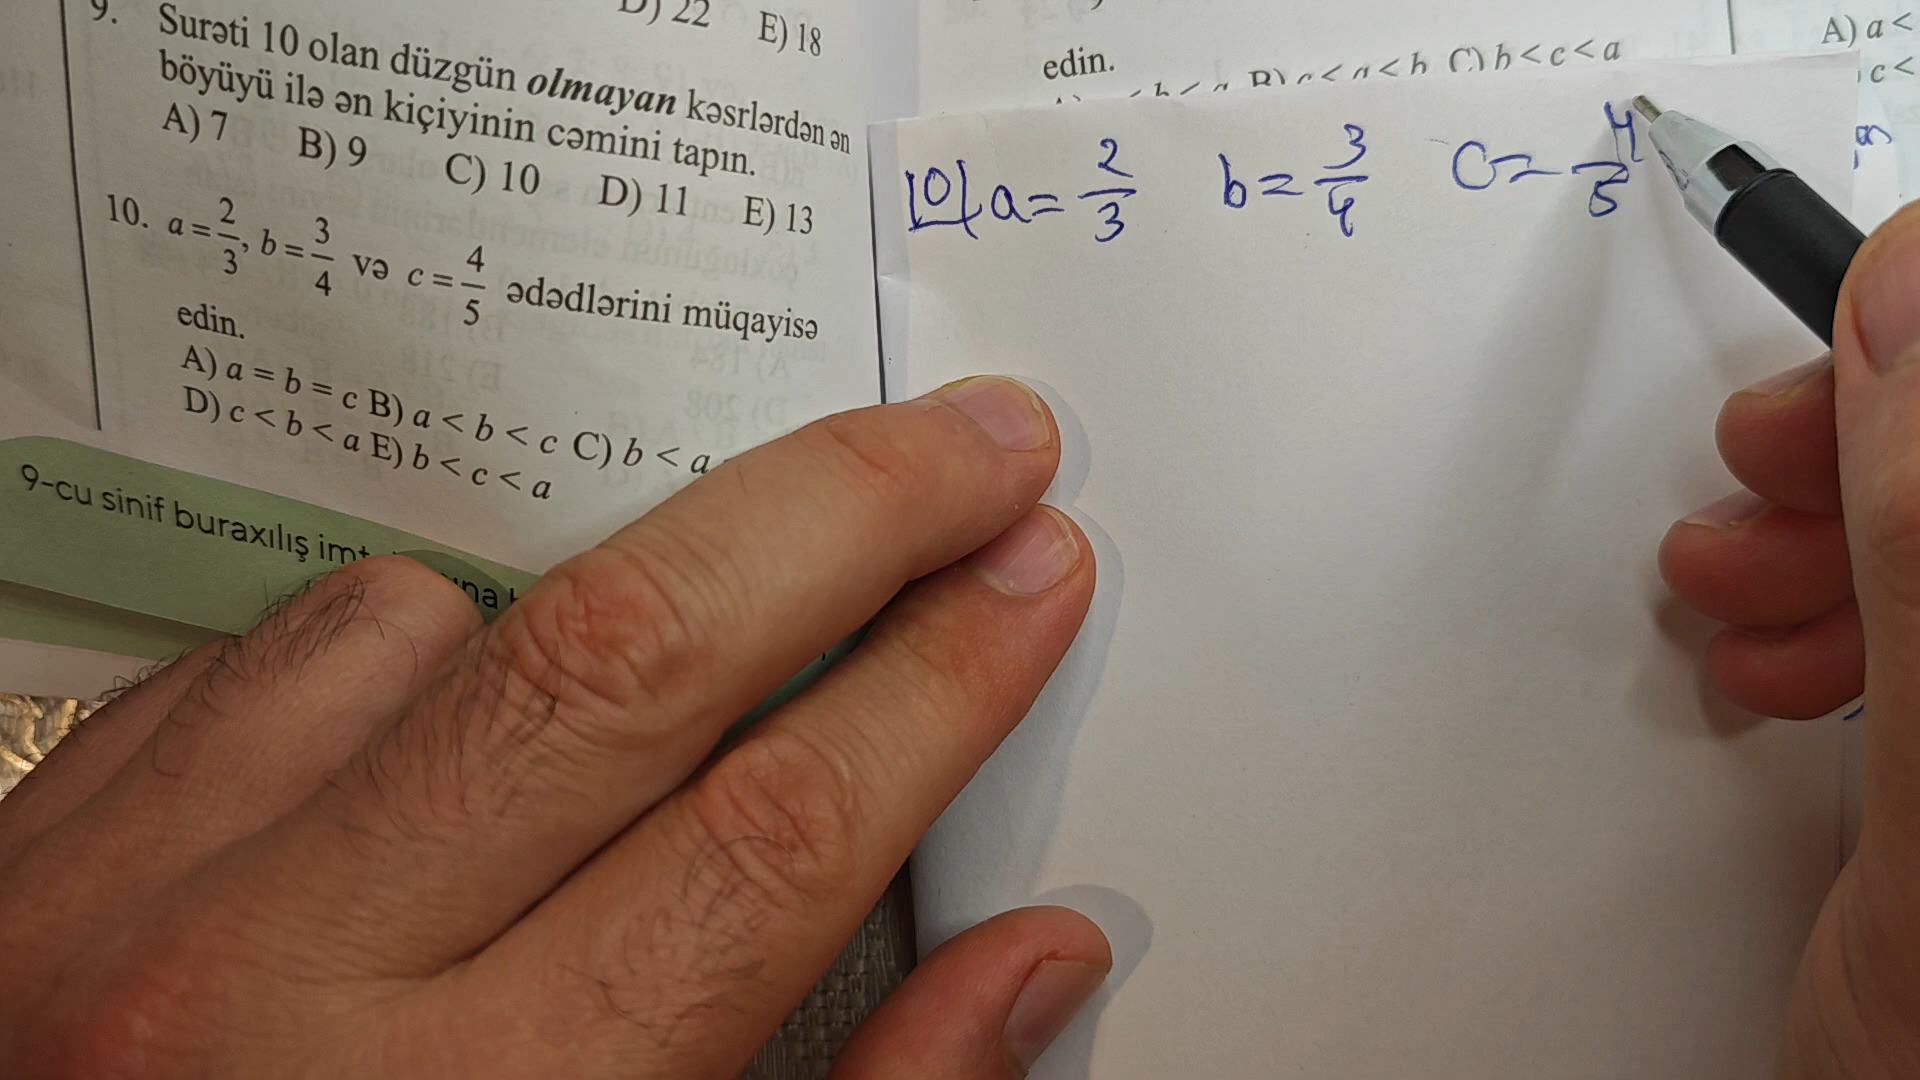 D) 22 E) 18
9. Surəti 10 olan düzgün olmayan kəsrlərdən ən
böyüyü ilə ən kiçiyinin cəmini tapın.
A) 7 B) 9 C) 10 D) 11 E) 13
10. a = 2/3, b = 3/4 və c = 4/5 ədədlərini müqayisə
edin.
A) a = b = c B) a < b < c C) b < a
D) c < b < a E) b < c < a
9-cu sinif buraxılış
edin.
C) b < c < a
A) a <
c <
10 a = 2/3 b = 3/4 c = 4/5